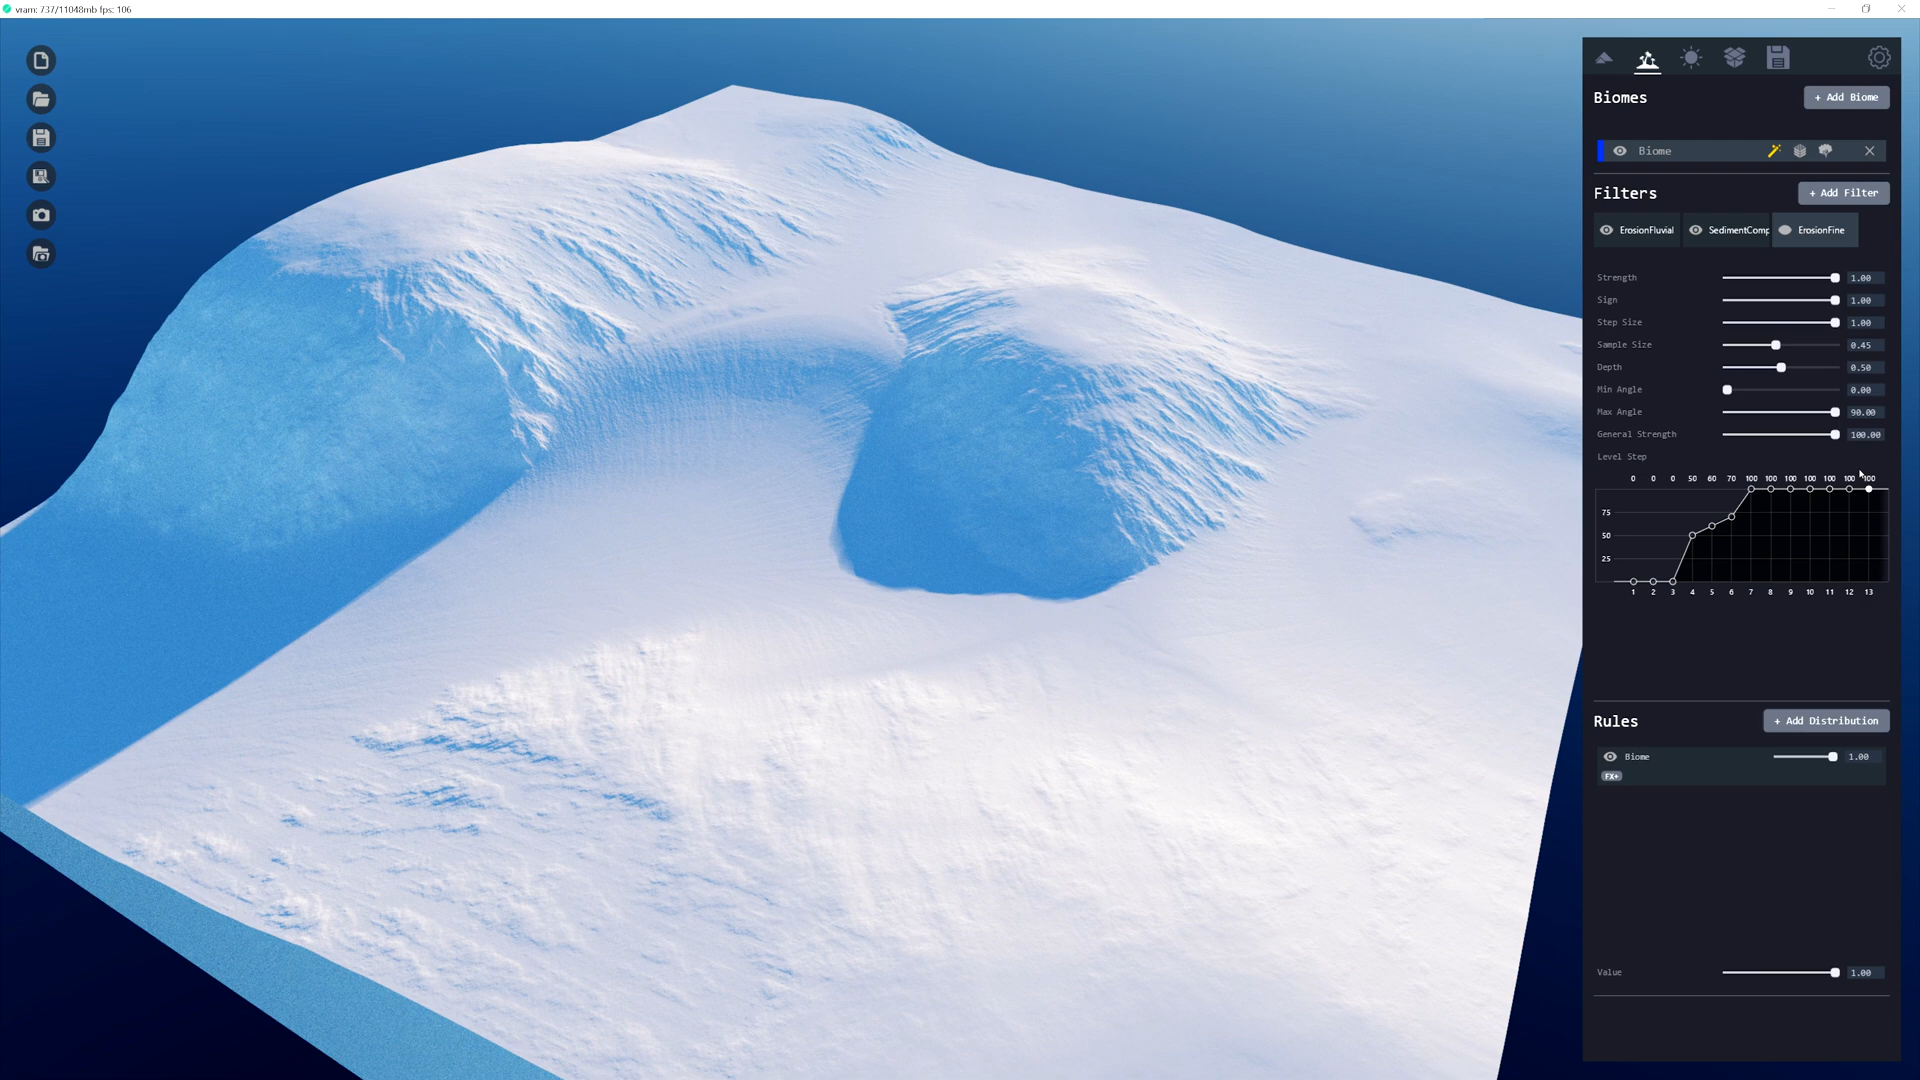 vram: 737/11048mb fps: 106
Biomes
+ Add Biome
Biome
Filters
+ Add Filter
ErosionFluvial
SedimentComp
ErosionFine
Strength 1.00
Sign 1.00
Step Size 1.00
Sample Size 0.45
Depth 0.50
Min Angle 0.00
Max Angle 90.00
General Strength 100.00
Level Step
0 0 0 50 60 70 100 100 100 100 100 100 100
75
50
25
1 2 3 4 5 6 7 8 9 10 11 12 13
Rules
+ Add Distribution
Biome 1.00
FX+
Value 1.00